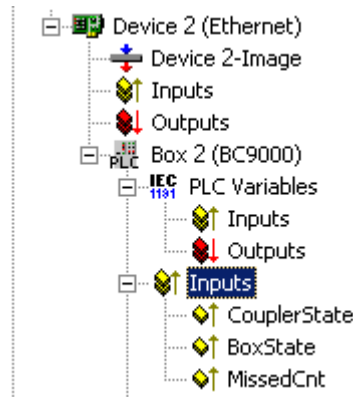 Device 2 (Ethernet)
Device 2-Image
Inputs
Outputs
PLC Box 2 (BC9000)
IEC 1131 PLC Variables
Inputs
Outputs
Inputs
CouplerState
BoxState
MissedCnt